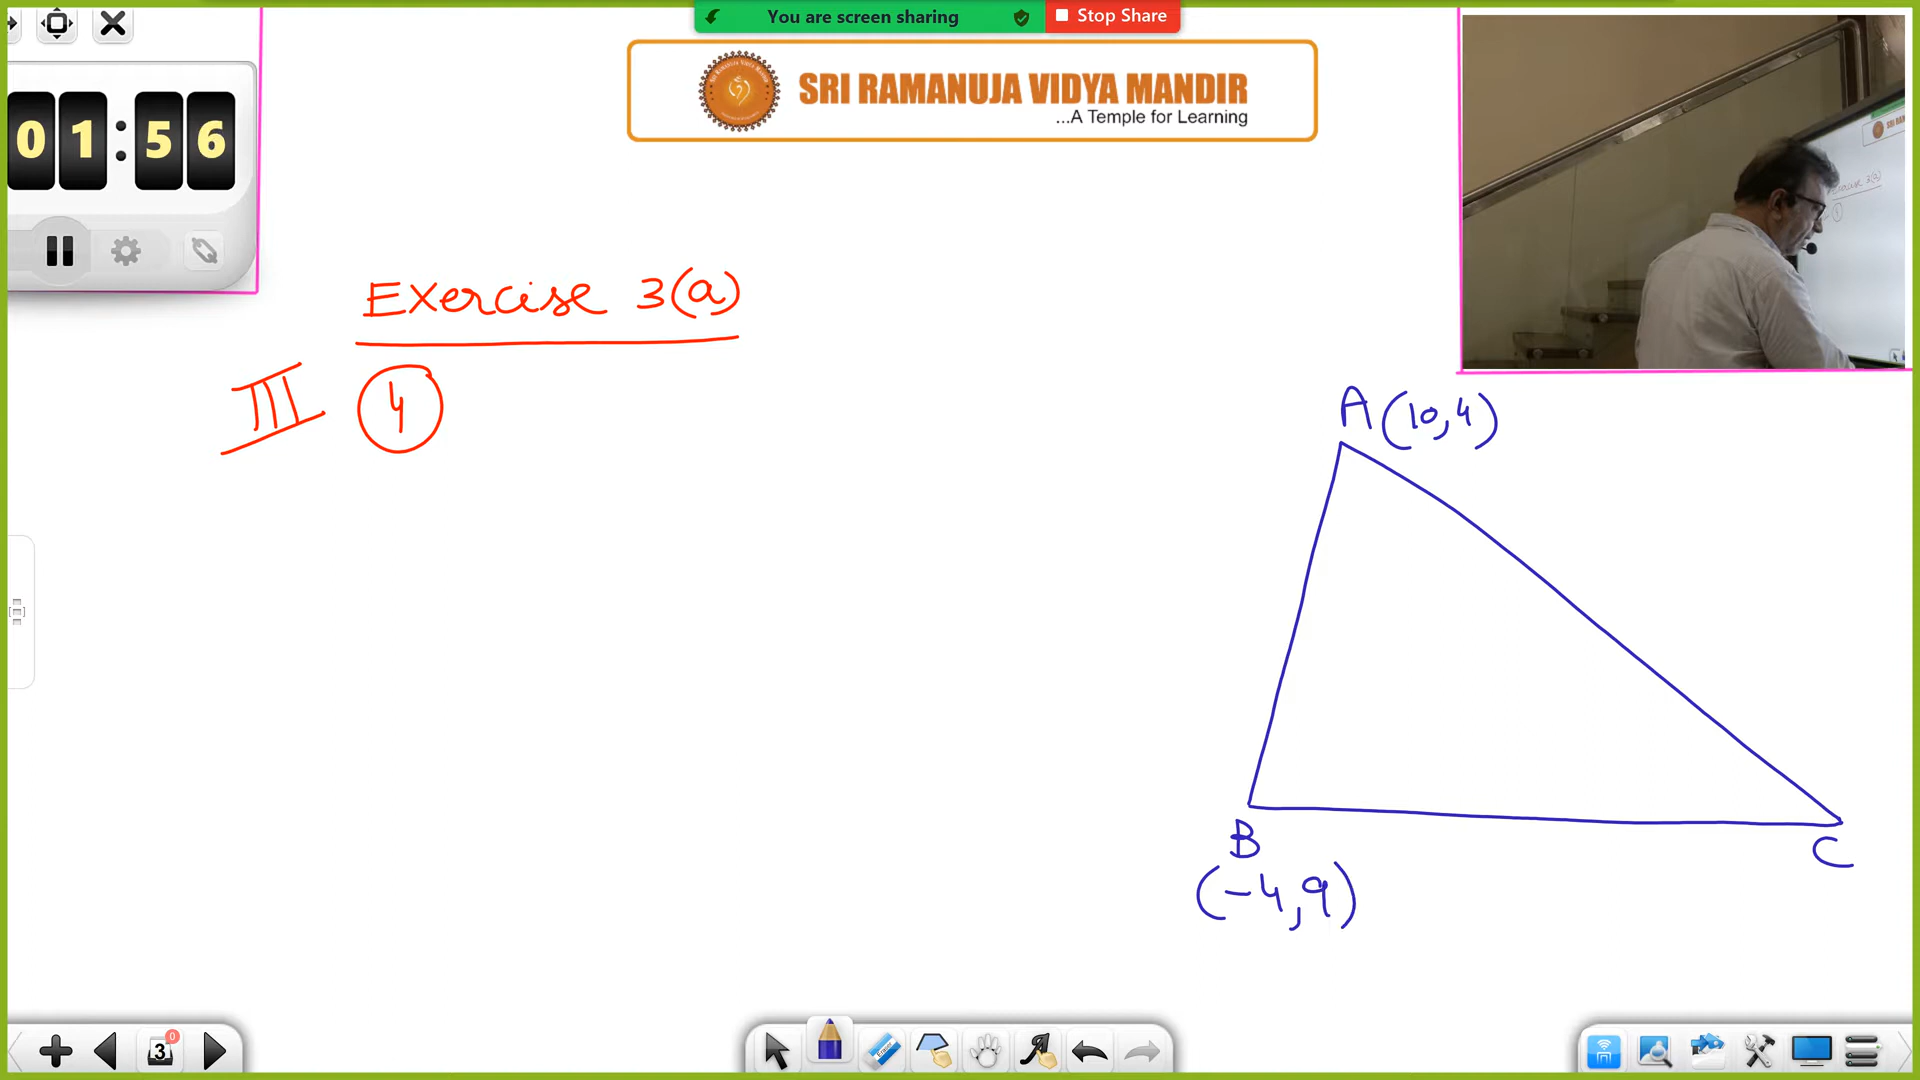 You are screen sharing
Stop Share
SRI RAMANUJA VIDYA MANDIR
...A Temple for Learning
01:56
Exercise 3(a)
III 4
A (10,4)
B
C
(-4,9)
3
0